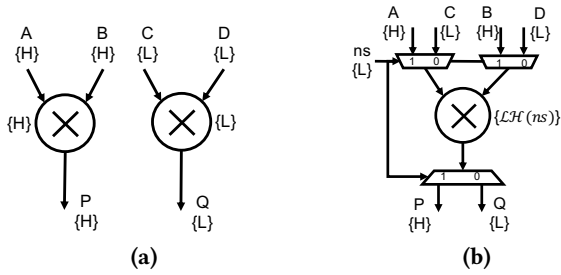 A B C D
{H} {H} {L} {L}
{H} {L}
P Q
{H} {L}
(a)
A C B D
{H} {L} {H} {L}
ns
{L}
1 0 1 0
{ℒℋ(ns)}
1 0
P Q
{H} {L}
(b)